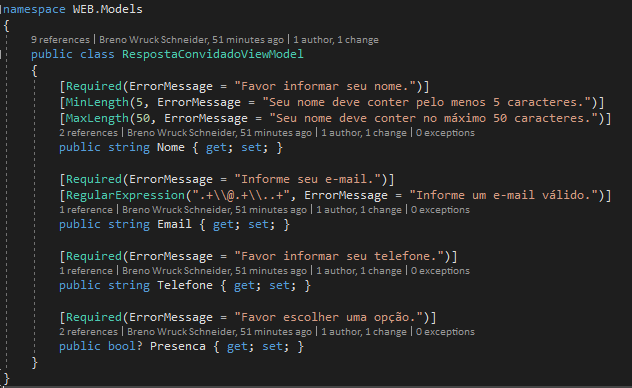 namespace WEB.Models
{
9 references | Breno Wruck Schneider, 51 minutes ago | 1 author, 1 change
public class RespostaConvidadoViewModel
{
[Required(ErrorMessage = "Favor informar seu nome.")]
[MinLength(5, ErrorMessage = "Seu nome deve conter pelo menos 5 caracteres.")]
[MaxLength(50, ErrorMessage = "Seu nome deve conter no máximo 50 caracteres.")]
2 references | Breno Wruck Schneider, 51 minutes ago | 1 author, 1 change | 0 exceptions
public string Nome { get; set; }
[Required(ErrorMessage = "Informe seu e-mail.")]
[RegularExpression(".+\\@.+\\..+", ErrorMessage = "Informe um e-mail válido.")]
1 reference | Breno Wruck Schneider, 51 minutes ago | 1 author, 1 change | 0 exceptions
public string Email { get; set; }
[Required(ErrorMessage = "Favor informar seu telefone.")]
1 reference | Breno Wruck Schneider, 51 minutes ago | 1 author, 1 change | 0 exceptions
public string Telefone { get; set; }
[Required(ErrorMessage = "Favor escolher uma opção.")]
2 references | Breno Wruck Schneider, 51 minutes ago | 1 author, 1 change | 0 exceptions
public bool? Presenca { get; set; }
}
}